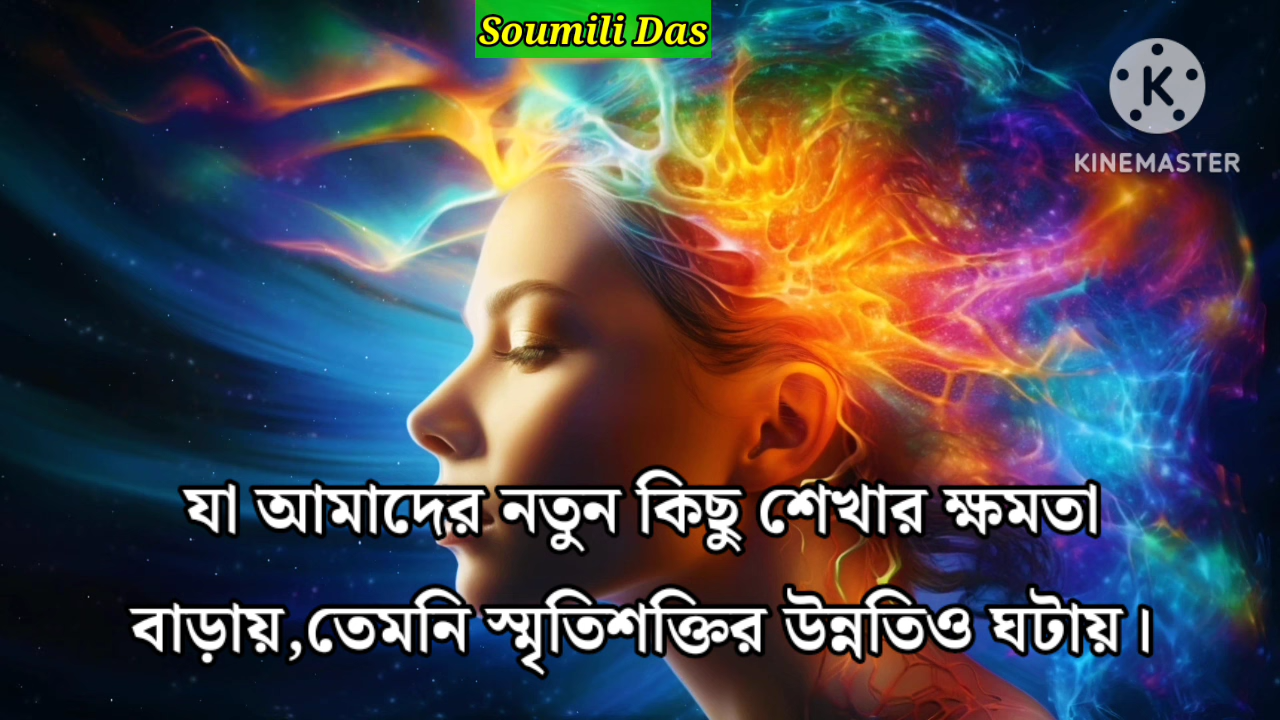 Soumili Das
K
KINEMASTER
যা আমাদের নতুন কিছু শেখার ক্ষমতা
বাড়ায়,তেমনি স্মৃতিশক্তির উন্নতিও ঘটায়।